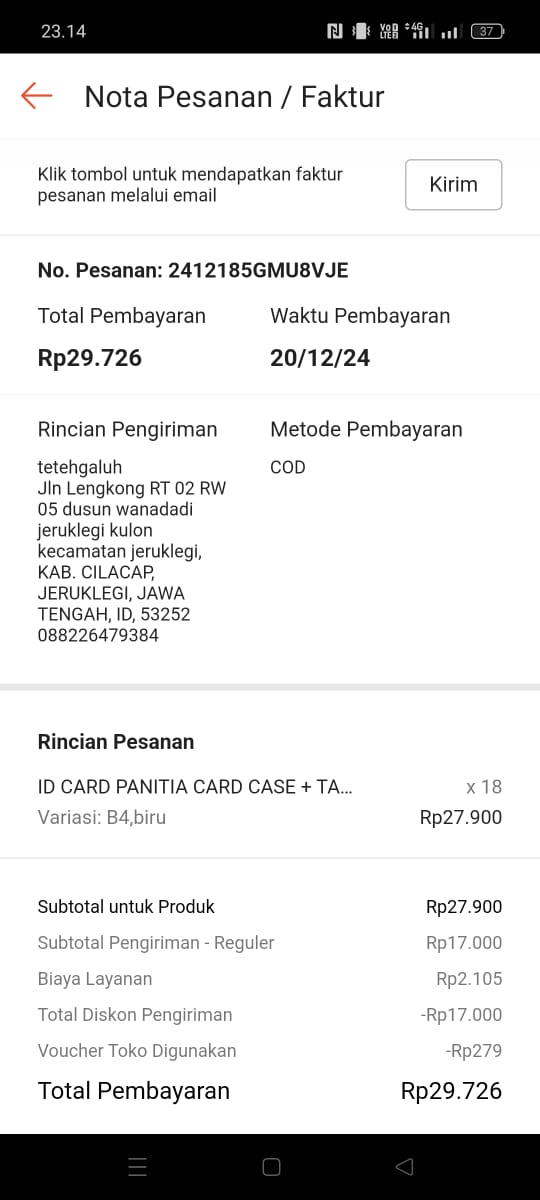 23.14
VoD LTE2 4G 37
Nota Pesanan / Faktur
Klik tombol untuk mendapatkan faktur
pesanan melalui email
Kirim
No. Pesanan: 2412185GMU8VJE
Total Pembayaran Waktu Pembayaran
Rp29.726 20/12/24
Rincian Pengiriman Metode Pembayaran
tetehgaluh COD
Jln Lengkong RT 02 RW
05 dusun wanadadi
jeruklegi kulon
kecamatan jeruklegi,
KAB. CILACAP,
JERUKLEGI, JAWA
TENGAH, ID, 53252
088226479384
Rincian Pesanan
ID CARD PANITIA CARD CASE + TA... x 18
Variasi: B4,biru Rp27.900
Subtotal untuk Produk Rp27.900
Subtotal Pengiriman - Reguler Rp17.000
Biaya Layanan Rp2.105
Total Diskon Pengiriman -Rp17.000
Voucher Toko Digunakan -Rp279
Total Pembayaran Rp29.726